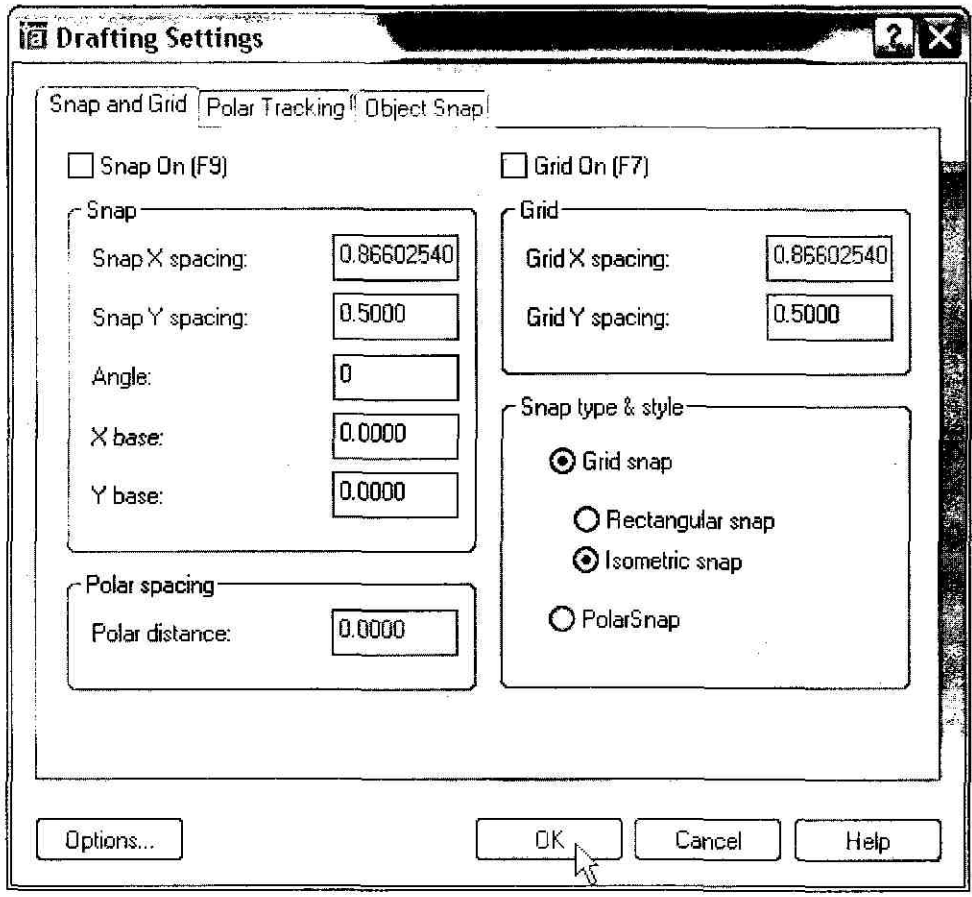 Drafting Settings
Snap and Grid
Polar Tracking
Object Snap
Snap On (F9)
Grid On (F7)
Snap
Snap X spacing: 0.86602540
Snap Y spacing: 0.5000
Angle: 0
X base: 0.0000
Y base: 0.0000
Polar spacing
Polar distance: 0.0000
Grid
Grid X spacing: 0.86602540
Grid Y spacing: 0.5000
Snap type & style
Grid snap
Rectangular snap
Isometric snap
PolarSnap
Options...
OK
Cancel
Help